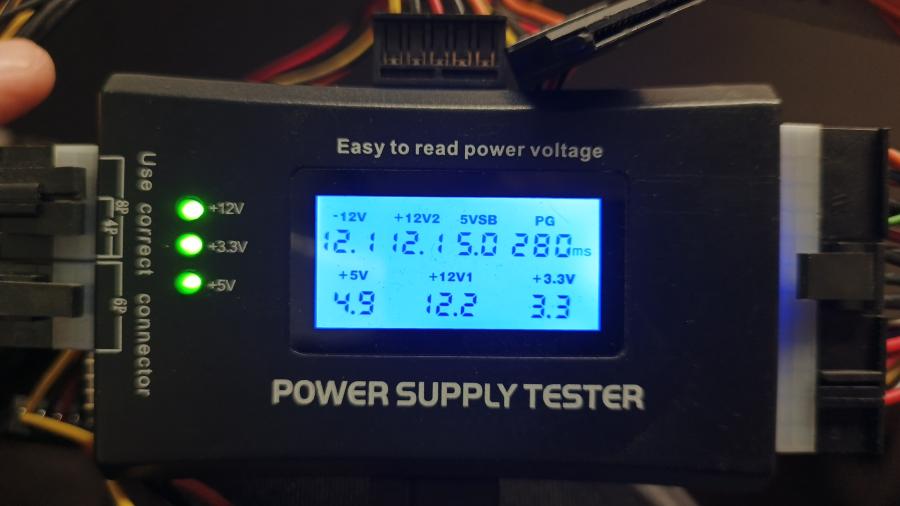 Easy to read power voltage
Use correct connector
8P
4P
6P
+12V
+3.3V
+5V
-12V +12V2 5VSB PG
12.1 12.1 5.0 280ms
+5V +12V1 +3.3V
4.9 12.2 3.3
POWER SUPPLY TESTER